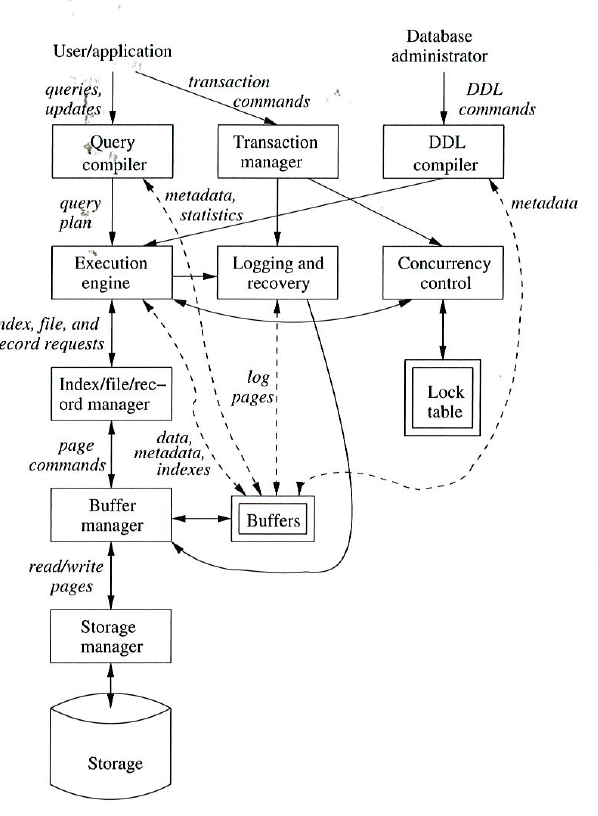 User/application
Database
administrator
queries,
updates
transaction
commands
DDL
commands
Query
compiler
Transaction
manager
DDL
compiler
query
plan
metadata,
statistics
metadata
Execution
engine
Logging and
recovery
Concurrency
control
ndex, file, and
ecord requests
log
pages
Index/file/rec–
ord manager
Lock
table
page
commands
data,
metadata,
indexes
Buffer
manager
Buffers
read/write
pages
Storage
manager
Storage